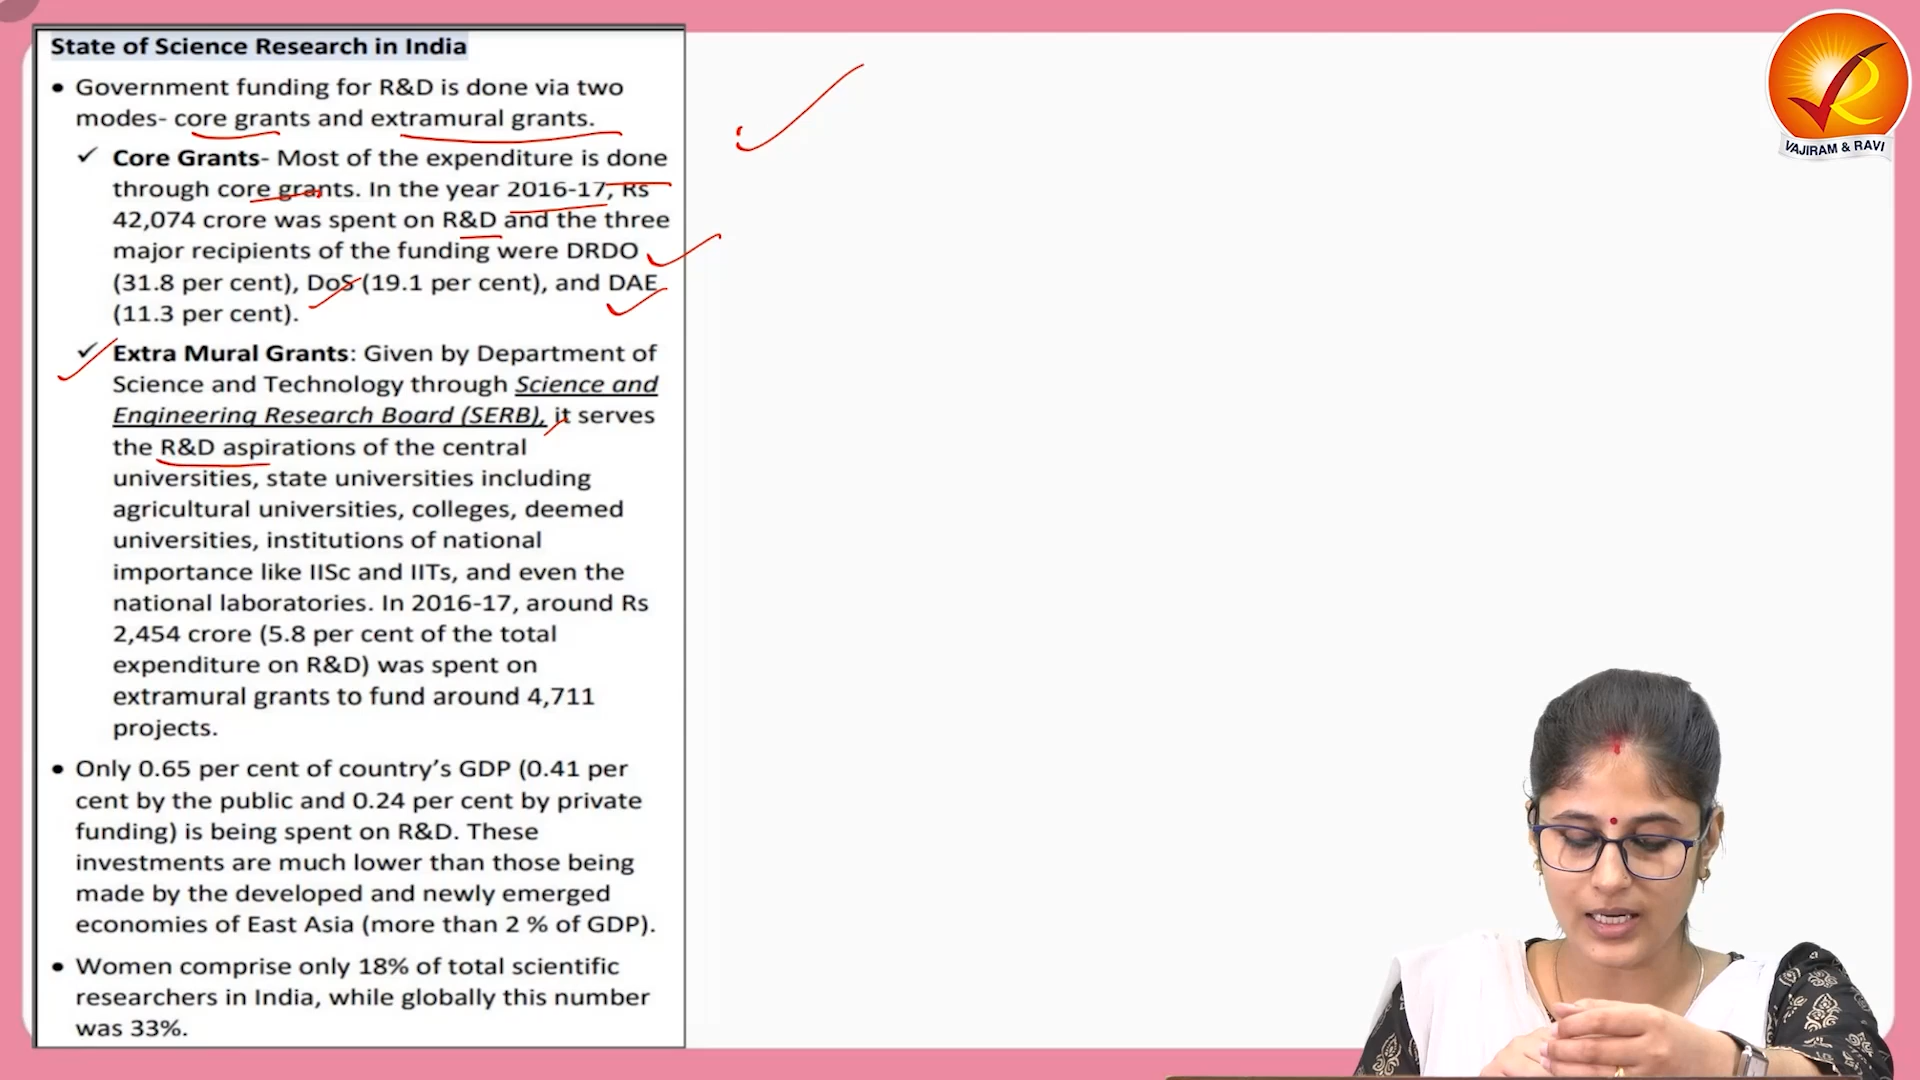 State of Science Research in India
• Government funding for R&D is done via two
modes- core grants and extramural grants.
✓ Core Grants- Most of the expenditure is done
through core grants. In the year 2016-17, Rs
42,074 crore was spent on R&D and the three
major recipients of the funding were DRDO
(31.8 per cent), DoS (19.1 per cent), and DAE
(11.3 per cent).
✓ Extra Mural Grants: Given by Department of
Science and Technology through Science and
Engineering Research Board (SERB), it serves
the R&D aspirations of the central
universities, state universities including
agricultural universities, colleges, deemed
universities, institutions of national
importance like IISc and IITs, and even the
national laboratories. In 2016-17, around Rs
2,454 crore (5.8 per cent of the total
expenditure on R&D) was spent on
extramural grants to fund around 4,711
projects.
• Only 0.65 per cent of country's GDP (0.41 per
cent by the public and 0.24 per cent by private
funding) is being spent on R&D. These
investments are much lower than those being
made by the developed and newly emerged
economies of East Asia (more than 2 % of GDP).
• Women comprise only 18% of total scientific
researchers in India, while globally this number
was 33%.
VAJIRAM & RAVI